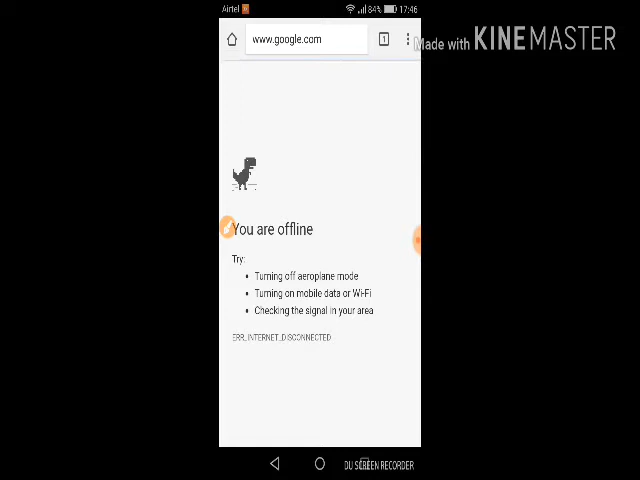 Airtel 84% 17:46
www.google.com 1
Made with KINEMASTER
You are offline
Try:
• Turning off aeroplane mode
• Turning on mobile data or Wi-Fi
• Checking the signal in your area
ERR_INTERNET_DISCONNECTED
DU SCREEN RECORDER